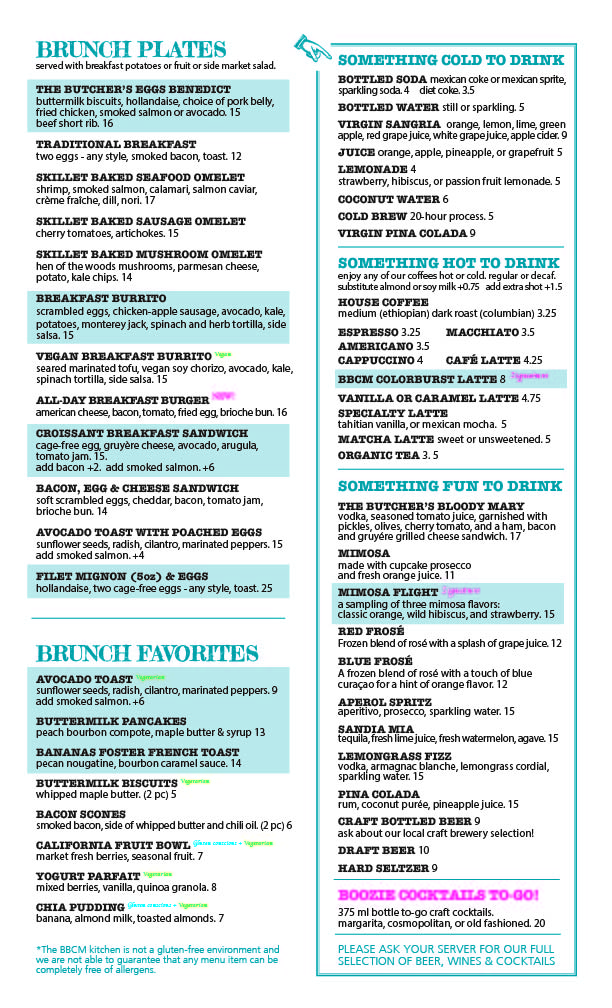 BRUNCH PLATES
served with breakfast potatoes or fruit or side market salad.
THE BUTCHER'S EGGS BENEDICT
buttermilk biscuits, hollandaise, choice of pork belly,
fried chicken, smoked salmon or avocado. 15
beef short rib. 16
TRADITIONAL BREAKFAST
two eggs - any style, smoked bacon, toast. 12
SKILLET BAKED SEAFOOD OMELET
shrimp, smoked salmon, calamari, salmon caviar,
crème fraîche, dill, nori. 17
SKILLET BAKED SAUSAGE OMELET
cherry tomatoes, artichokes. 15
SKILLET BAKED MUSHROOM OMELET
hen of the woods mushrooms, parmesan cheese,
potato, kale chips. 14
BREAKFAST BURRITO
scrambled eggs, chicken-apple sausage, avocado, kale,
potatoes, monterey jack, spinach and herb tortilla, side
salsa. 15
VEGAN BREAKFAST BURRITO Vegan
seared marinated tofu, vegan soy chorizo, avocado, kale,
spinach tortilla, side salsa. 15
ALL-DAY BREAKFAST BURGER NEW!
american cheese, bacon, tomato, fried egg, brioche bun. 16
CROISSANT BREAKFAST SANDWICH
cage-free egg, gruyère cheese, avocado, arugula,
tomato jam. 15.
add bacon +2. add smoked salmon. +6
BACON, EGG & CHEESE SANDWICH
soft scrambled eggs, cheddar, bacon, tomato jam,
brioche bun. 14
AVOCADO TOAST WITH POACHED EGGS
sunflower seeds, radish, cilantro, marinated peppers. 15
add smoked salmon. +4
FILET MIGNON (5oz) & EGGS
hollandaise, two cage-free eggs - any style, toast. 25
BRUNCH FAVORITES
AVOCADO TOAST Vegetarian
sunflower seeds, radish, cilantro, marinated peppers. 9
add smoked salmon. +6
BUTTERMILK PANCAKES
peach bourbon compote, maple butter & syrup 13
BANANAS FOSTER FRENCH TOAST
pecan nougatine, bourbon caramel sauce. 14
BUTTERMILK BISCUITS Vegetarian
whipped maple butter. (2 pc) 5
BACON SCONES
smoked bacon, side of whipped butter and chili oil. (2 pc) 6
CALIFORNIA FRUIT BOWL Gluten conscious + Vegetarian
market fresh berries, seasonal fruit. 7
YOGURT PARFAIT Vegetarian
mixed berries, vanilla, quinoa granola. 8
CHIA PUDDING Gluten conscious + Vegetarian
banana, almond milk, toasted almonds. 7
*The BBCM kitchen is not a gluten-free environment and
we are not able to guarantee that any menu item can be
completely free of allergens.
SOMETHING COLD TO DRINK
BOTTLED SODA mexican coke or mexican sprite,
sparkling soda. 4 diet coke. 3.5
BOTTLED WATER still or sparkling. 5
VIRGIN SANGRIA orange, lemon, lime, green
apple, red grape juice, white grape juice, apple cider. 9
JUICE orange, apple, pineapple, or grapefruit 5
LEMONADE 4
strawberry, hibiscus, or passion fruit lemonade. 5
COCONUT WATER 6
COLD BREW 20-hour process. 5
VIRGIN PINA COLADA 9
SOMETHING HOT TO DRINK
enjoy any of our coffees hot or cold. regular or decaf.
substitute almond or soy milk +0.75 add extra shot +1.5
HOUSE COFFEE
medium (ethiopian) dark roast (columbian) 3.25
ESPRESSO 3.25 MACCHIATO 3.5
AMERICANO 3.5
CAPPUCCINO 4 CAFÉ LATTE 4.25
BBCM COLORBURST LATTE 8
VANILLA OR CARAMEL LATTE 4.75
SPECIALTY LATTE
tahitian vanilla, or mexican mocha. 5
MATCHA LATTE sweet or unsweetened. 5
ORGANIC TEA 3. 5
SOMETHING FUN TO DRINK
THE BUTCHER'S BLOODY MARY
vodka, seasoned tomato juice, garnished with
pickles, olives, cherry tomato, and a ham, bacon
and gruyére grilled cheese sandwich. 17
MIMOSA
made with cupcake prosecco
and fresh orange juice. 11
MIMOSA FLIGHT
a sampling of three mimosa flavors:
classic orange, wild hibiscus, and strawberry. 15
RED FROSÉ
Frozen blend of rosé with a splash of grape juice. 12
BLUE FROSÉ
A frozen blend of rosé with a touch of blue
curaçao for a hint of orange flavor. 12
APEROL SPRITZ
aperitivo, prosecco, sparkling water. 15
SANDIA MIA
tequila, fresh lime juice, fresh watermelon, agave. 15
LEMONGRASS FIZZ
vodka, armagnac blanche, lemongrass cordial,
sparkling water. 15
PINA COLADA
rum, coconut purée, pineapple juice. 15
CRAFT BOTTLED BEER 9
ask about our local craft brewery selection!
DRAFT BEER 10
HARD SELTZER 9
BOOZIE COCKTAILS TO-GO!
375 ml bottle to-go craft cocktails.
margarita, cosmopolitan, or old fashioned. 20
PLEASE ASK YOUR SERVER FOR OUR FULL
SELECTION OF BEER, WINES & COCKTAILS